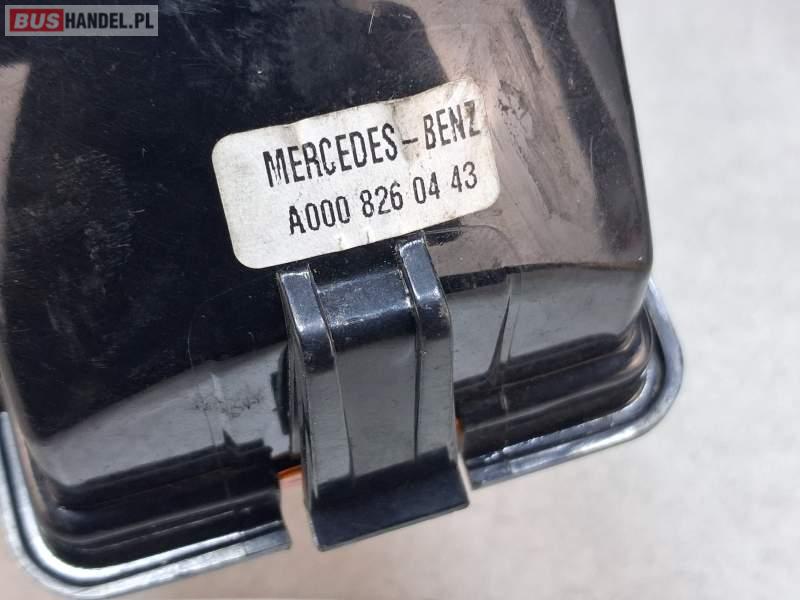 BUSHANDEL.PL
MERCEDES-BENZ
A000 826 04 43